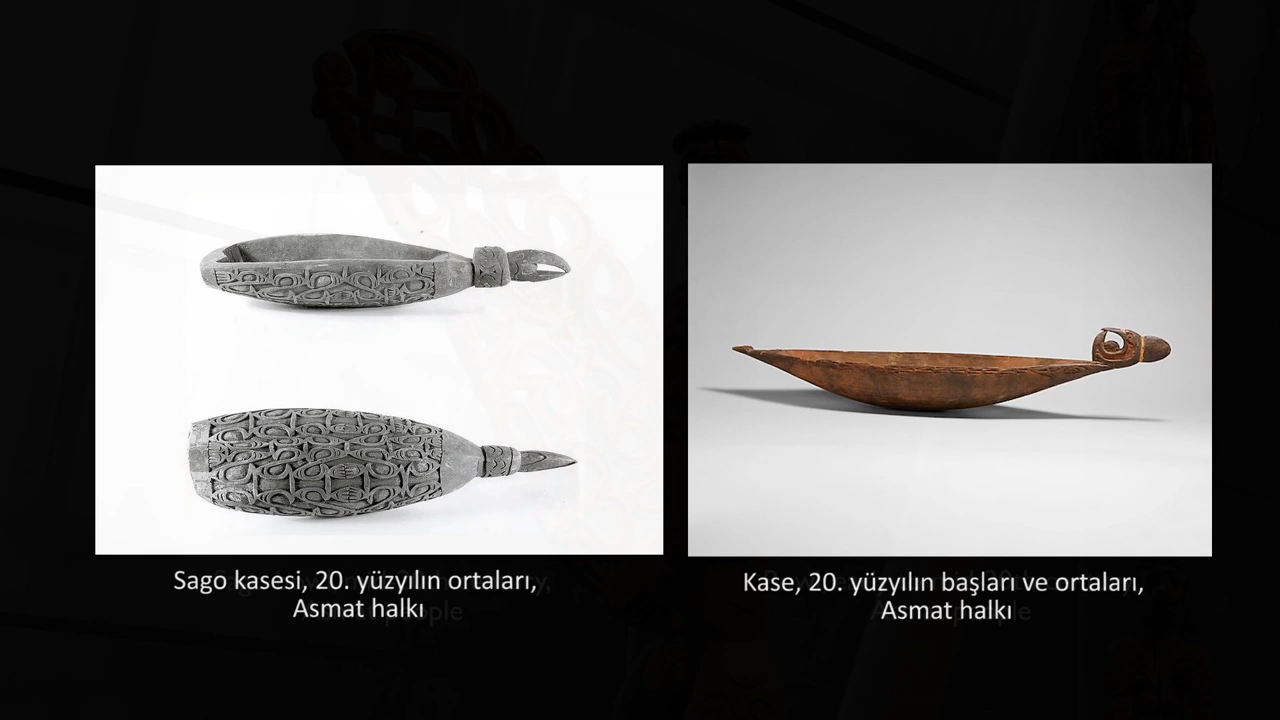 Sago kasesi, 20. yüzyılın ortaları,
Asmat halkı
Kase, 20. yüzyılın başları ve ortaları,
Asmat halkı